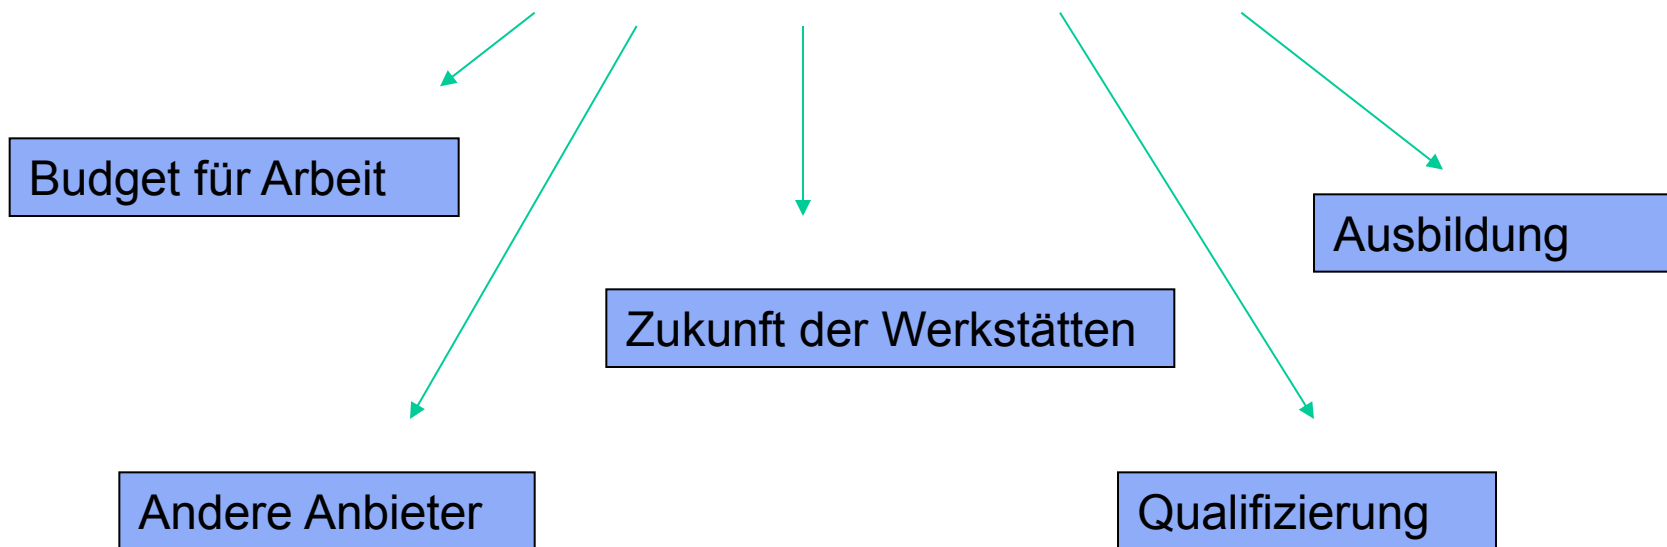 Budget für Arbeit
Ausbildung
Zukunft der Werkstätten
Andere Anbieter
Qualifizierung